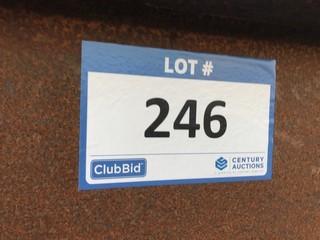 LOT #
246
ClubBid
CENTURY
AUCTIONS